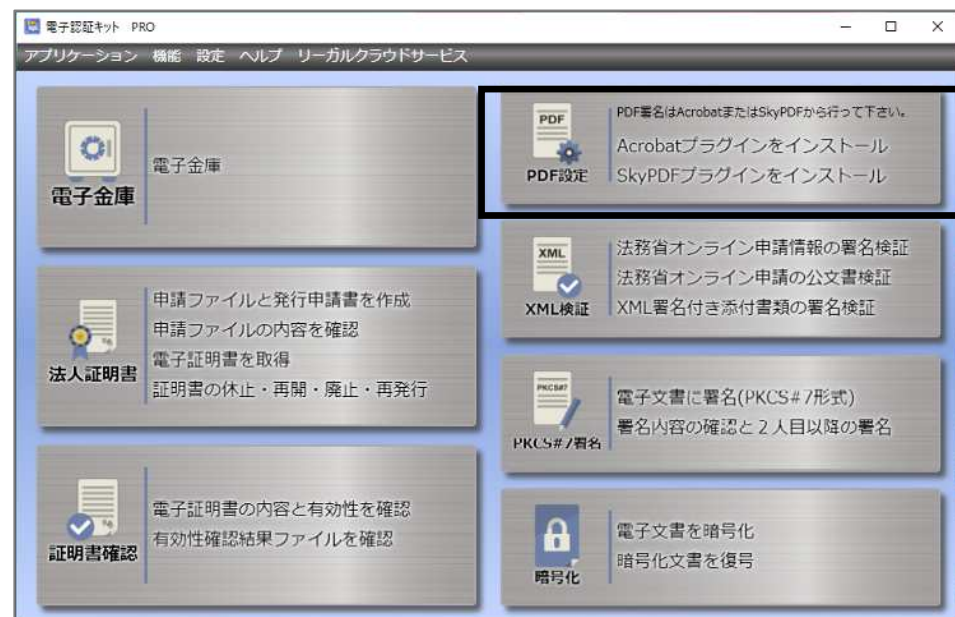 電子認証キット PRO
アプリケーション 機能 設定 ヘルプ リーガルクラウドサービス
電子金庫
電子金庫
法人証明書
申請ファイルと発行申請書を作成
申請ファイルの内容を確認
電子証明書を取得
証明書の休止・再開・廃止・再発行
証明書確認
電子証明書の内容と有効性を確認
有効性確認結果ファイルを確認
PDF
PDF設定
PDF署名はAcrobatまたはSkyPDFから行って下さい。
Acrobatプラグインをインストール
SkyPDFプラグインをインストール
XML
XML検証
法務省オンライン申請情報の署名検証
法務省オンライン申請の公文書検証
XML署名付き添付書類の署名検証
PKCS#7
PKCS#7署名
電子文書に署名(PKCS#7形式)
署名内容の確認と2人目以降の署名
暗号化
電子文書を暗号化
暗号化文書を復号